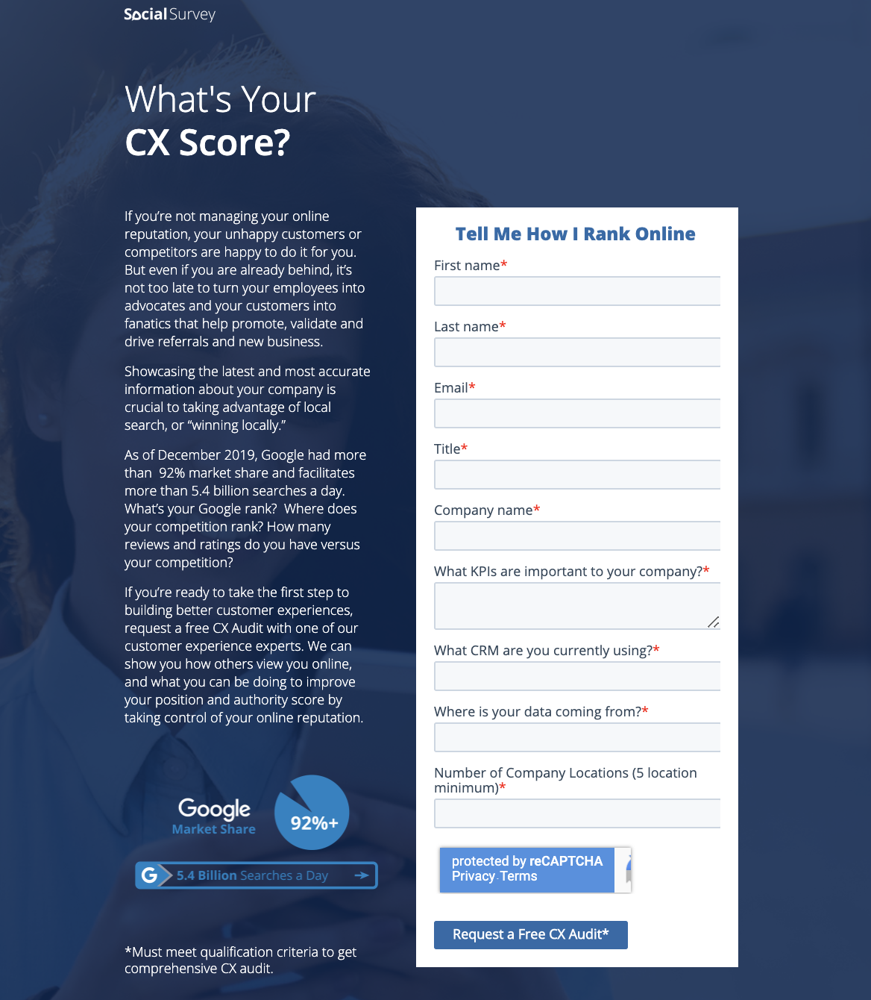 SocialSurvey
What's Your
CX Score?
If you’re not managing your online
reputation, your unhappy customers or
competitors are happy to do it for you.
But even if you are already behind, it’s
not too late to turn your employees into
advocates and your customers into
fanatics that help promote, validate and
drive referrals and new business.
Showcasing the latest and most accurate
information about your company is
crucial to taking advantage of local
search, or “winning locally.”
As of December 2019, Google had more
than  92% market share and facilitates
more than 5.4 billion searches a day.
What’s your Google rank?  Where does
your competition rank? How many
reviews and ratings do you have versus
your competition?
If you’re ready to take the first step to
building better customer experiences,
request a free CX Audit with one of our
customer experience experts. We can
show you how others view you online,
and what you can be doing to improve
your position and authority score by
taking control of your online reputation.
Google
Market Share
92%+
G 5.4 Billion Searches a Day
*Must meet qualification criteria to get
comprehensive CX audit.
Tell Me How I Rank Online
First name*
Last name*
Email*
Title*
Company name*
What KPIs are important to your company?*
What CRM are you currently using?*
Where is your data coming from?*
Number of Company Locations (5 location
minimum)*
protected by reCAPTCHA
Privacy - Terms
Request a Free CX Audit*